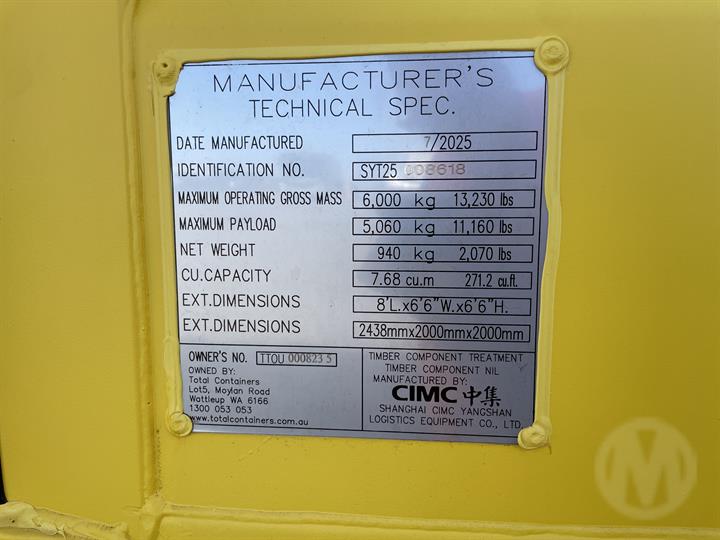 MANUFACTURER'S
TECHNICAL SPEC.
DATE MANUFACTURED 7/2025
IDENTIFICATION NO. SYT25 008618
MAXIMUM OPERATING GROSS MASS 6,000 kg 13,230 lbs
MAXIMUM PAYLOAD 5,060 kg 11,160 lbs
NET WEIGHT 940 kg 2,070 lbs
CU.CAPACITY 7.68 cu.m 271.2 cu.ft.
EXT.DIMENSIONS 8'L.x6'6"W.x6'6"H.
EXT.DIMENSIONS 2438mmx2000mmx2000mm
OWNER'S NO. TTOU 000823 5
OWNED BY:
Total Containers
Lot5, Moylan Road
Wattleup WA 6166
1300 053 053
www.totalcontainers.com.au
TIMBER COMPONENT TREATMENT
TIMBER COMPONENT NIL
MANUFACTURED BY:
CIMC 中集
SHANGHAI CIMC YANGSHAN
LOGISTICS EQUIPMENT CO., LTD.
M